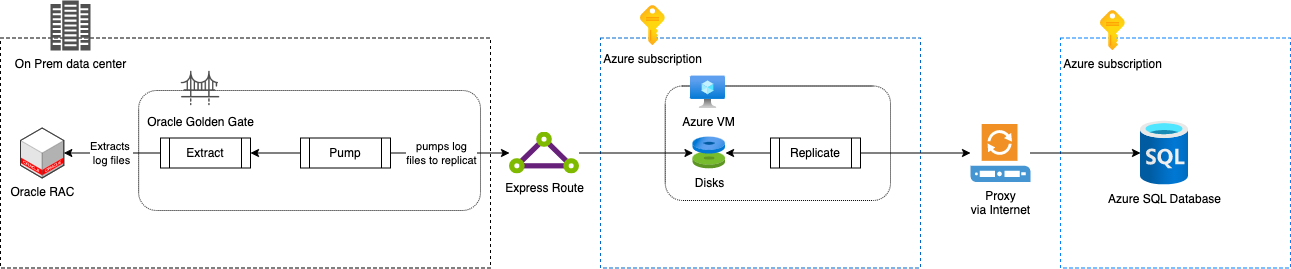 On Prem data center
Azure subscription
Azure subscription
Oracle Golden Gate
Azure VM
Extracts
log files
Extract
Pump
pumps log
files to replicat
Replicate
SQL
ORACLE
Oracle RAC
Express Route
Disks
Proxy
via Internet
Azure SQL Database